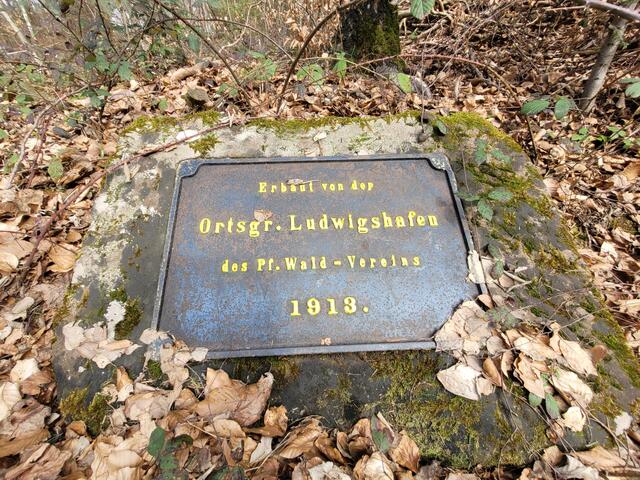 Erbaut von der
Ortsgr. Ludwigshafen
des Pf. Wald-Vereins
1913.